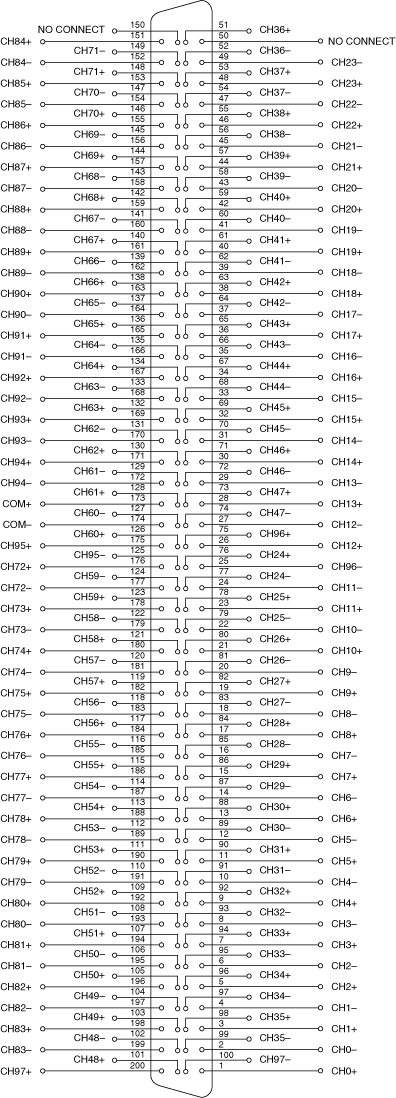 NO CONNECT 150 51 CH36+
CH84+ 151 50 NO CONNECT
CH71– 149 52 CH36–
CH84– 152 49 CH23–
CH71+ 148 53 CH37+
CH85+ 153 48 CH23+
CH70– 147 54 CH37–
CH85– 154 47 CH22–
CH70+ 146 55 CH38+
CH86+ 155 46 CH22+
CH69– 145 56 CH38–
CH86– 156 45 CH21–
CH69+ 144 57 CH39+
CH87+ 157 44 CH21+
CH68– 143 58 CH39–
CH87– 158 43 CH20–
CH68+ 142 59 CH40+
CH88+ 159 42 CH20+
CH67– 141 60 CH40–
CH88– 160 41 CH19–
CH67+ 140 61 CH41+
CH89+ 161 40 CH19+
CH66– 139 62 CH41–
CH89– 162 39 CH18–
CH66+ 138 63 CH42+
CH90+ 163 38 CH18+
CH65– 137 64 CH42–
CH90– 164 37 CH17–
CH65+ 136 65 CH43+
CH91+ 165 36 CH17+
CH64– 135 66 CH43–
CH91– 166 35 CH16–
CH64+ 134 67 CH44+
CH92+ 167 34 CH16+
CH63– 133 68 CH44–
CH92– 168 33 CH15–
CH63+ 132 69 CH45+
CH93+ 169 32 CH15+
CH62– 131 70 CH45–
CH93– 170 31 CH14–
CH62+ 130 71 CH46+
CH94+ 171 30 CH14+
CH61– 129 72 CH46–
CH94– 172 29 CH13–
CH61+ 128 73 CH47+
COM+ 173 28 CH13+
CH60– 127 74 CH47–
COM– 174 27 CH12–
CH60+ 126 75 CH96+
CH95+ 175 26 CH12+
CH95– 125 76 CH24+
CH72+ 176 25 CH96–
CH59– 124 77 CH24–
CH72– 177 24 CH11–
CH59+ 123 78 CH25+
CH73+ 178 23 CH11+
CH58– 122 79 CH25–
CH73– 179 22 CH10–
CH58+ 121 80 CH26+
CH74+ 180 21 CH10+
CH57– 120 81 CH26–
CH74– 181 20 CH9–
CH57+ 119 82 CH27+
CH75+ 182 19 CH9+
CH56– 118 83 CH27–
CH75– 183 18 CH8–
CH56+ 117 84 CH28+
CH76+ 184 17 CH8+
CH55– 116 85 CH28–
CH76– 185 16 CH7–
CH55+ 115 86 CH29+
CH77+ 186 15 CH7+
CH54– 114 87 CH29–
CH77– 187 14 CH6–
CH54+ 113 88 CH30+
CH78+ 188 13 CH6+
CH53– 112 89 CH30–
CH78– 189 12 CH5–
CH53+ 111 90 CH31+
CH79+ 190 11 CH5+
CH52– 110 91 CH31–
CH79– 191 10 CH4–
CH52+ 109 92 CH32+
CH80+ 192 9 CH4+
CH51– 108 93 CH32–
CH80– 193 8 CH3–
CH51+ 107 94 CH33+
CH81+ 194 7 CH3+
CH50– 106 95 CH33–
CH81– 195 6 CH2–
CH50+ 105 96 CH34+
CH82+ 196 5 CH2+
CH49– 104 97 CH34–
CH82– 197 4 CH1–
CH49+ 103 98 CH35+
CH83+ 198 3 CH1+
CH48– 102 99 CH35–
CH83– 199 2 CH0–
CH48+ 101 100 CH97–
CH97+ 200 1 CH0+